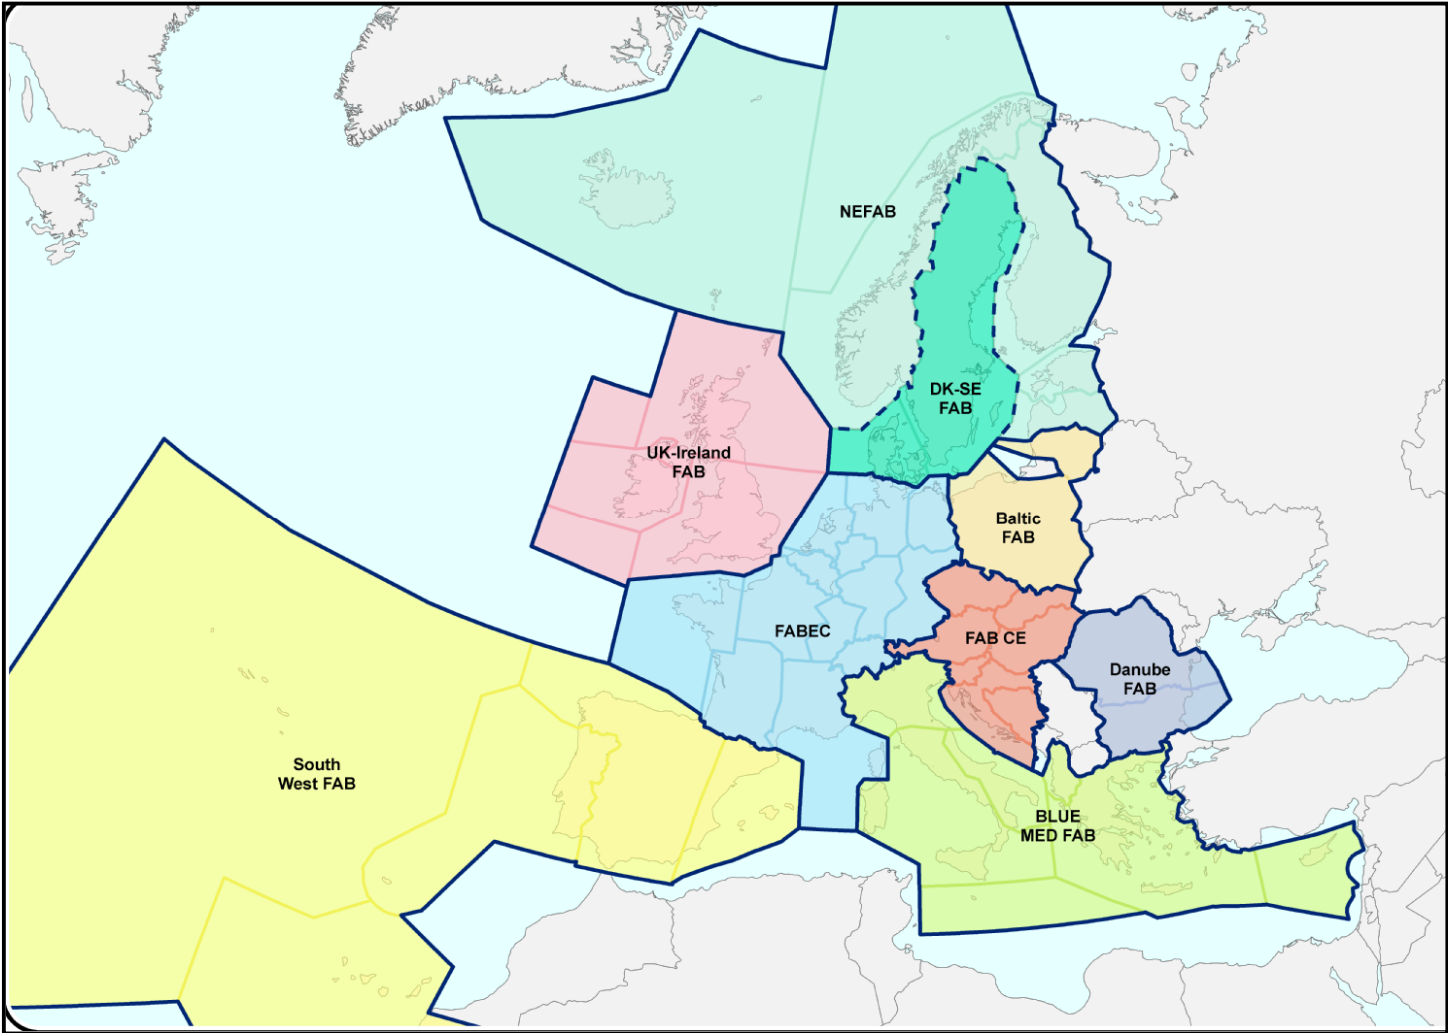 NEFAB
DK-SE
FAB
UK-Ireland
FAB
Baltic
FAB
FABEC
FAB CE
Danube
FAB
South
West FAB
BLUE
MED FAB